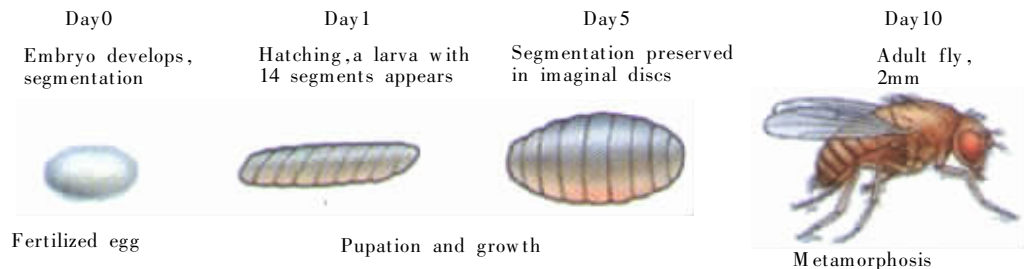 Day0
Embryo develops,
segmentation
Day1
Hatching,a larva with
14 segments appears
Day5
Segmentation preserved
in imaginal discs
Day10
Adult fly,
2mm
Fertilized egg
Pupation and growth
Metamorphosis